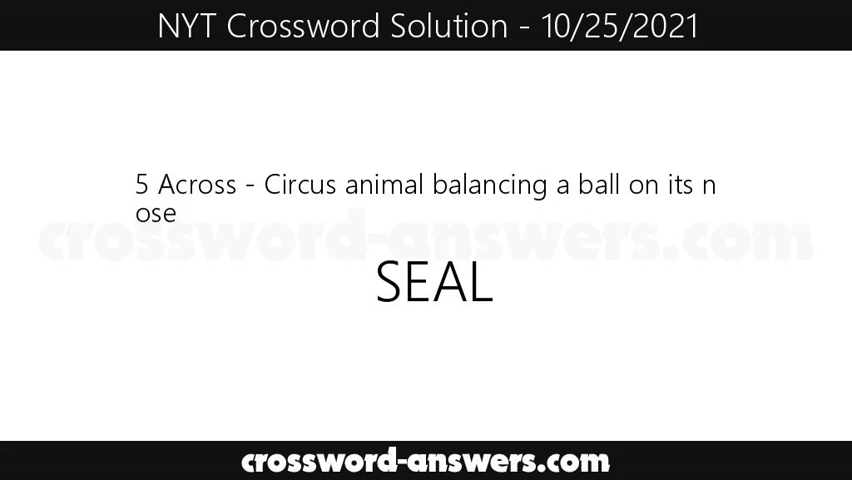 NYT Crossword Solution - 10/25/2021
5 Across - Circus animal balancing a ball on its n
ose
crossword-answers.com
SEAL
crossword-answers.com